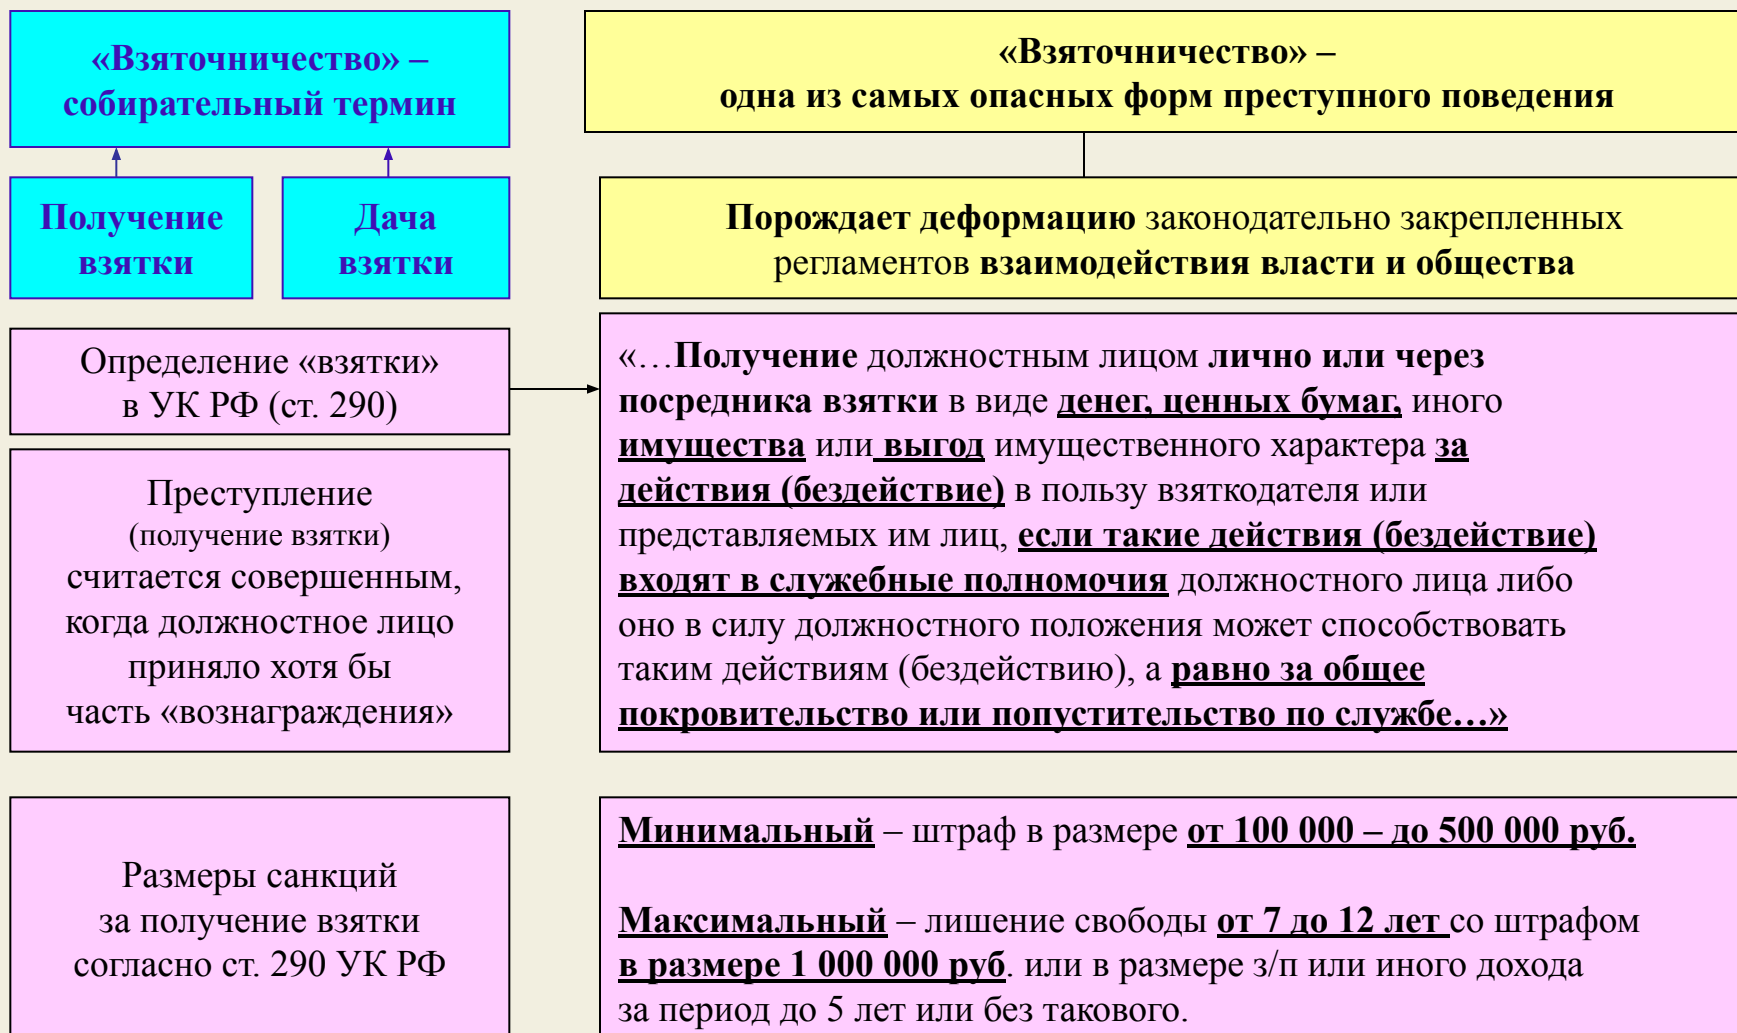 «Взяточничество» –
собирательный термин
«Взяточничество» –
одна из самых опасных форм преступного поведения
Получение
взятки
Дача
взятки
Порождает деформацию законодательно закрепленных
регламентов взаимодействия власти и общества
Определение «взятки»
в УК РФ (ст. 290)
«…Получение должностным лицом лично или через
посредника взятки в виде денег, ценных бумаг, иного
имущества или выгод имущественного характера за
действия (бездействие) в пользу взяткодателя или
представляемых им лиц, если такие действия (бездействие)
входят в служебные полномочия должностного лица либо
оно в силу должностного положения может способствовать
таким действиям (бездействию), а равно за общее
покровительство или попустительство по службе…»
Преступление
(получение взятки)
считается совершенным,
когда должностное лицо
приняло хотя бы
часть «вознаграждения»
Размеры санкций
за получение взятки
согласно ст. 290 УК РФ
Минимальный – штраф в размере от 100 000 – до 500 000 руб.
Максимальный – лишение свободы от 7 до 12 лет со штрафом
в размере 1 000 000 руб. или в размере з/п или иного дохода
за период до 5 лет или без такового.